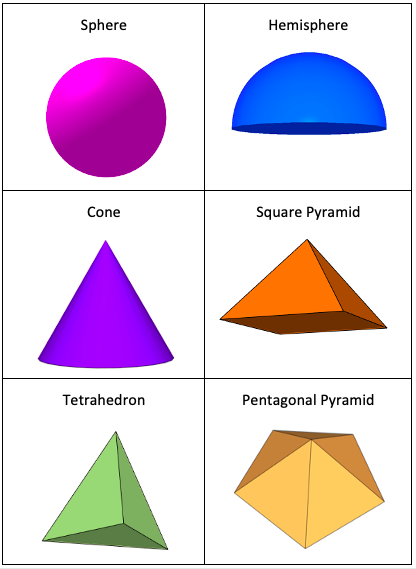 Sphere
Hemisphere
Cone
Square Pyramid
Tetrahedron
Pentagonal Pyramid